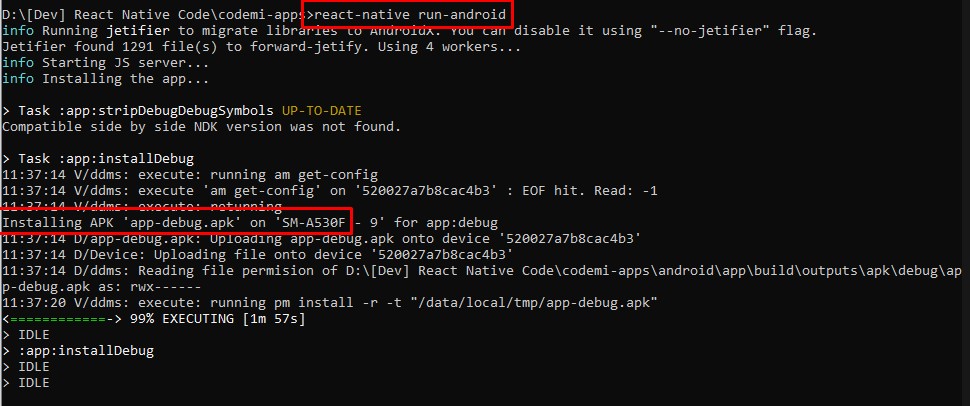 D:\[Dev] React Native Code\codemi-apps>react-native run-android
info Running jetifier to migrate libraries to AndroidX. You can disable it using "--no-jetifier" flag.
Jetifier found 1291 file(s) to forward-jetify. Using 4 workers...
info Starting JS server...
info Installing the app...
> Task :app:stripDebugDebugSymbols UP-TO-DATE
Compatible side by side NDK version was not found.
> Task :app:installDebug
11:37:14 V/ddms: execute: running am get-config
11:37:14 V/ddms: execute 'am get-config' on '520027a7b8cac4b3' : EOF hit. Read: -1
11:37:14 V/ddms: execute: returning
Installing APK 'app-debug.apk' on 'SM-A530F - 9' for app:debug
11:37:14 D/app-debug.apk: Uploading app-debug.apk onto device '520027a7b8cac4b3'
11:37:14 D/Device: Uploading file onto device '520027a7b8cac4b3'
11:37:14 D/ddms: Reading file permision of D:\[Dev] React Native Code\codemi-apps\android\app\build\outputs\apk\debug\ap
p-debug.apk as: rwx------
11:37:20 V/ddms: execute: running pm install -r -t "/data/local/tmp/app-debug.apk"
<============-> 99% EXECUTING [1m 57s]
> IDLE
> :app:installDebug
> IDLE
> IDLE